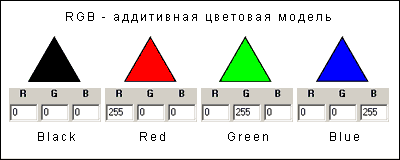 RGB - аддитивная цветовая модель
R G B R G B R G B R G B
0 0 0 255 0 0 0 255 0 0 0 255
Black Red Green Blue